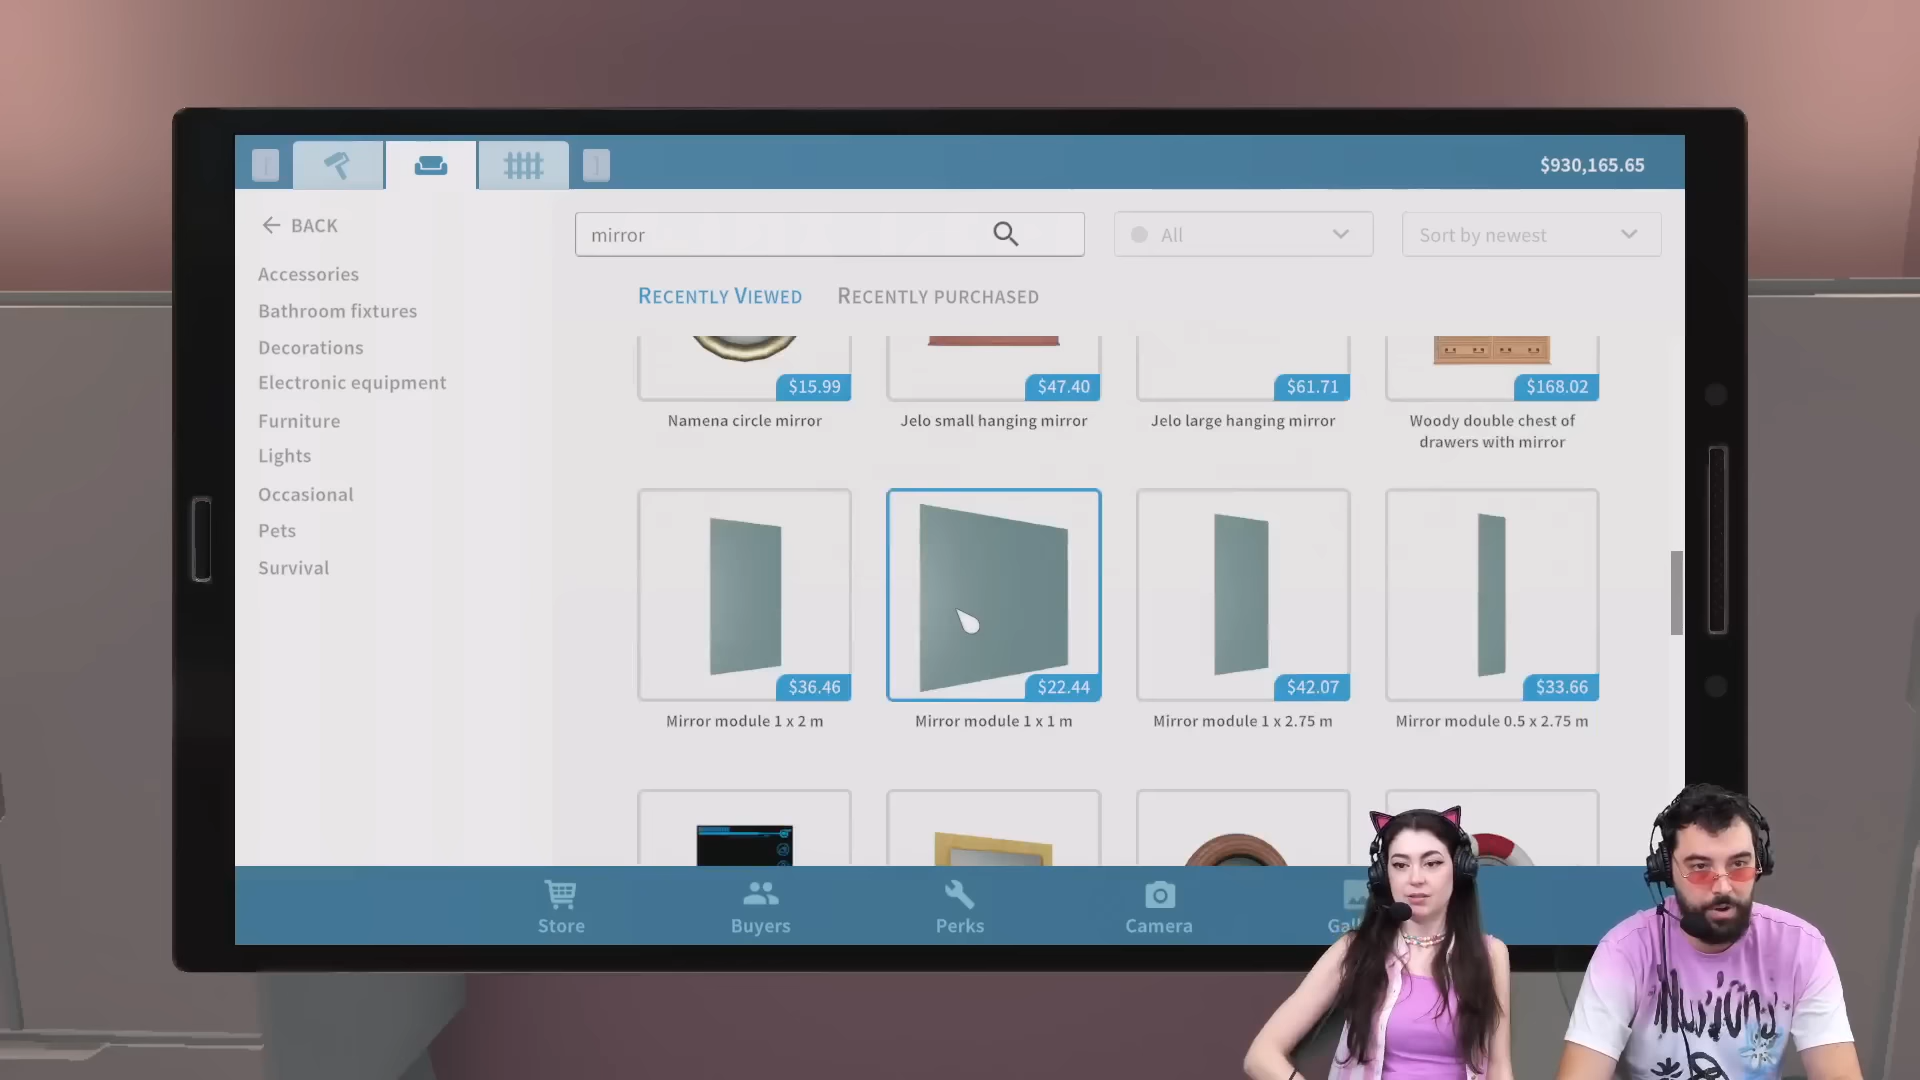 $930,165.65
BACK
mirror
All
Sort by newest
Accessories
Bathroom fixtures
Decorations
Electronic equipment
Furniture
Lights
Occasional
Pets
Survival
RECENTLY VIEWED
RECENTLY PURCHASED
$15.99
$47.40
$61.71
$168.02
Namena circle mirror
Jelo small hanging mirror
Jelo large hanging mirror
Woody double chest of
drawers with mirror
$36.46
$22.44
$42.07
$33.66
Mirror module 1 x 2 m
Mirror module 1 x 1 m
Mirror module 1 x 2.75 m
Mirror module 0.5 x 2.75 m
Store
Buyers
Perks
Camera
illusions